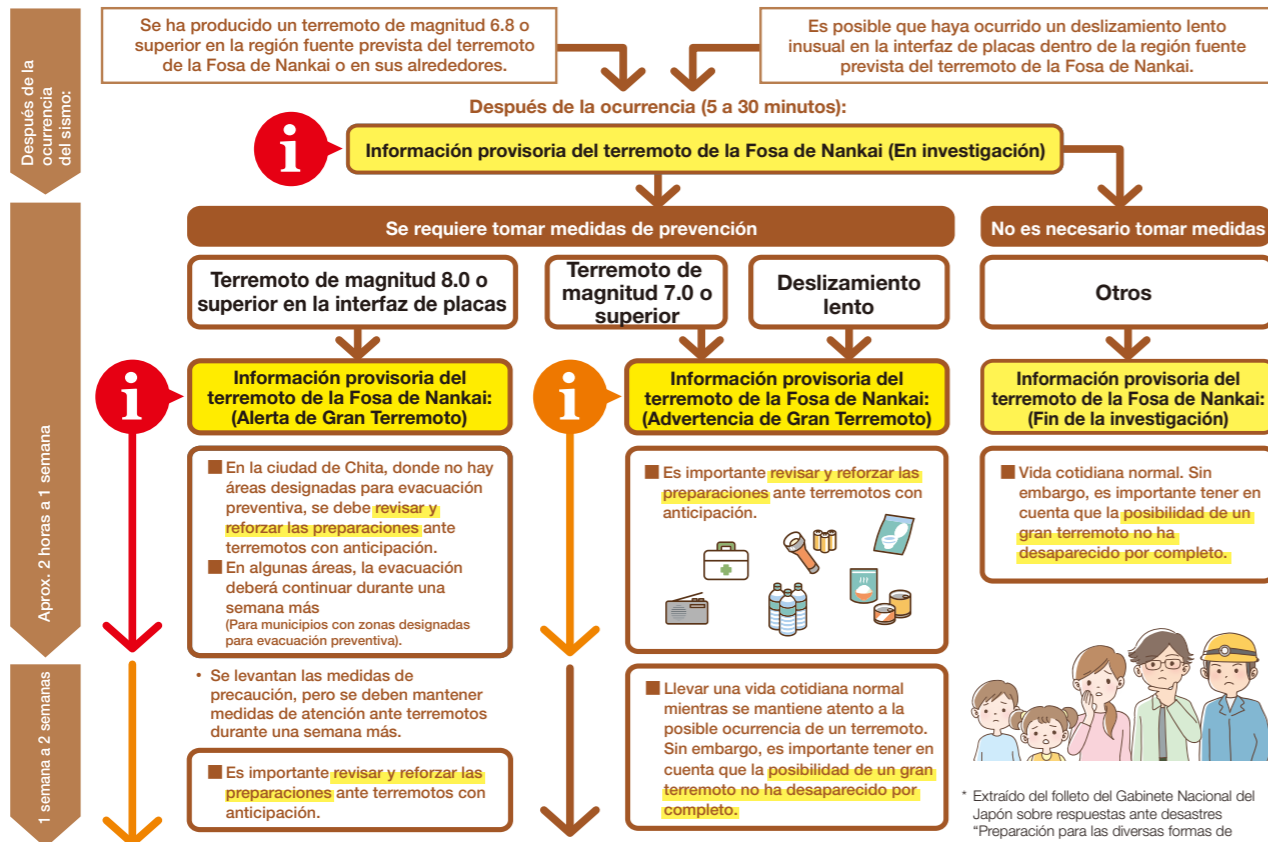 Después de la
ocurrencia
del sismo:
Se ha producido un terremoto de magnitud 6.8 o
superior en la región fuente prevista del terremoto
de la Fosa de Nankai o en sus alrededores.
Es posible que haya ocurrido un deslizamiento lento
inusual en la interfaz de placas dentro de la región fuente
prevista del terremoto de la Fosa de Nankai.
Después de la ocurrencia (5 a 30 minutos):
i
Información provisoria del terremoto de la Fosa de Nankai (En investigación)
Aprox. 2 horas a 1 semana
Se requiere tomar medidas de prevención
No es necesario tomar medidas
Terremoto de magnitud 8.0 o
superior en la interfaz de placas
Terremoto de
magnitud 7.0 o
superior
Deslizamiento
lento
Otros
i
Información provisoria del
terremoto de la Fosa de Nankai:
(Alerta de Gran Terremoto)
i
Información provisoria del
terremoto de la Fosa de Nankai:
(Advertencia de Gran Terremoto)
Información provisoria del
terremoto de la Fosa de Nankai:
(Fin de la investigación)
■ En la ciudad de Chita, donde no hay
áreas designadas para evacuación
preventiva, se debe revisar y
reforzar las preparaciones ante
terremotos con anticipación.
■ En algunas áreas, la evacuación
deberá continuar durante una
semana más
(Para municipios con zonas designadas
para evacuación preventiva).
■ Es importante revisar y reforzar las
preparaciones ante terremotos con
anticipación.
■ Vida cotidiana normal. Sin
embargo, es importante tener en
cuenta que la posibilidad de un
gran terremoto no ha
desaparecido por completo.
1 semana a 2 semanas
• Se levantan las medidas de
precaución, pero se deben mantener
medidas de atención ante terremotos
durante una semana más.
■ Es importante revisar y reforzar las
preparaciones ante terremotos con
anticipación.
■ Llevar una vida cotidiana normal
mientras se mantiene atento a la
posible ocurrencia de un terremoto.
Sin embargo, es importante tener en
cuenta que la posibilidad de un gran
terremoto no ha desaparecido por
completo.
* Extraído del folleto del Gabinete Nacional del
Japón sobre respuestas ante desastres
“Preparación para las diversas formas de